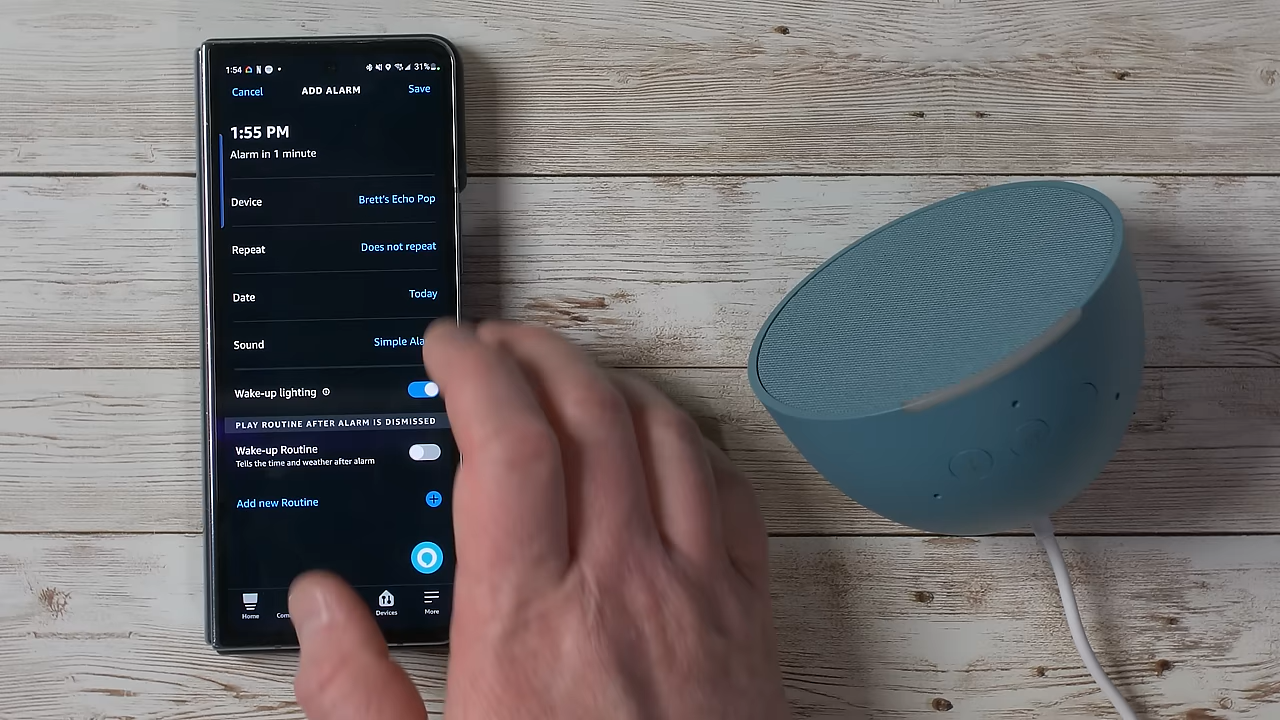 1:54 31%
Cancel ADD ALARM Save
1:55 PM
Alarm in 1 minute
Device Brett's Echo Pop
Repeat Does not repeat
Date Today
Sound Simple
Wake-up lighting
PLAY ROUTINE AFTER ALARM IS DISMISSED
Wake-up Routine
Tells the time and weather after alarm
Add new Routine
Home Devices More